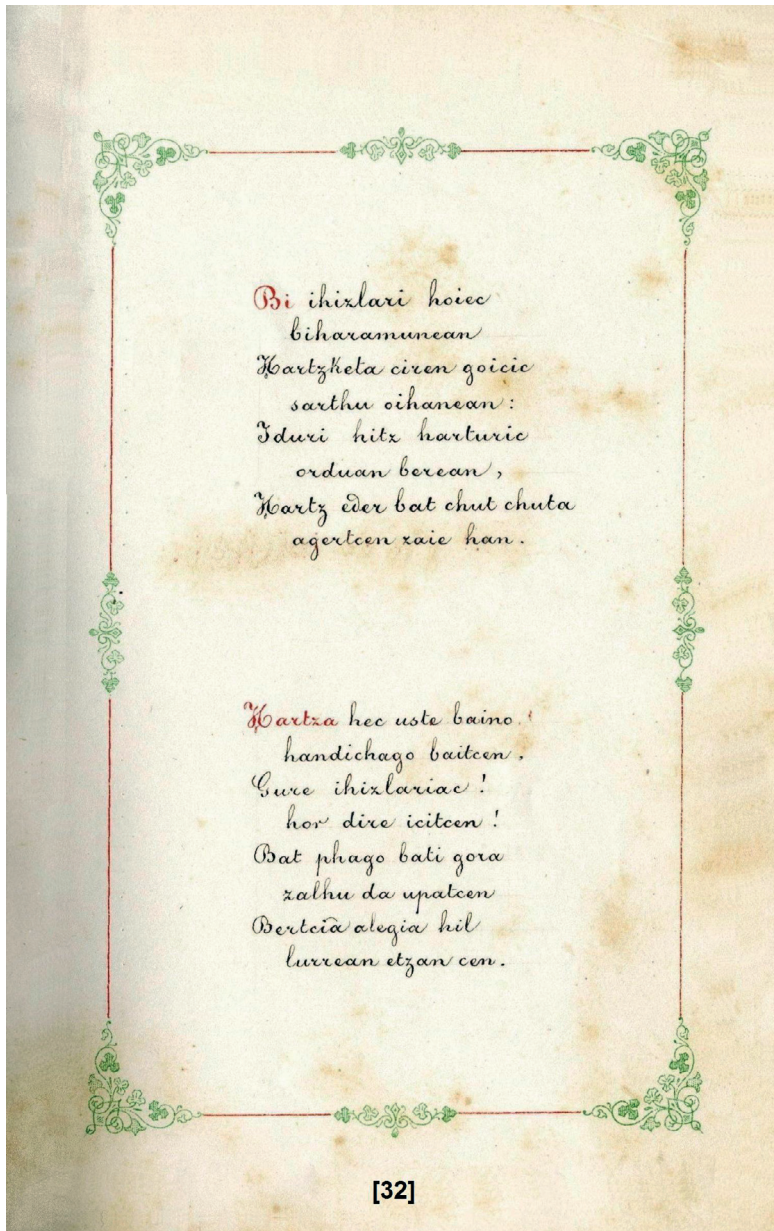 Bi ihizlari hoiec
biharamunean
Hartzketa ciren goicic
sarthu oihanean :
Iduri hitz harturic
orduan berean ,
Hartz eder bat chut chuta
agertcen zaie han .
Hartza hec uste baino
handichago baitcen ,
Gure ihizlariac !
hor dire icitcen !
Bat phago bati gora
zalhu da upatcen
Bertciã alegia hil
lurrean etzan cen .
[32]